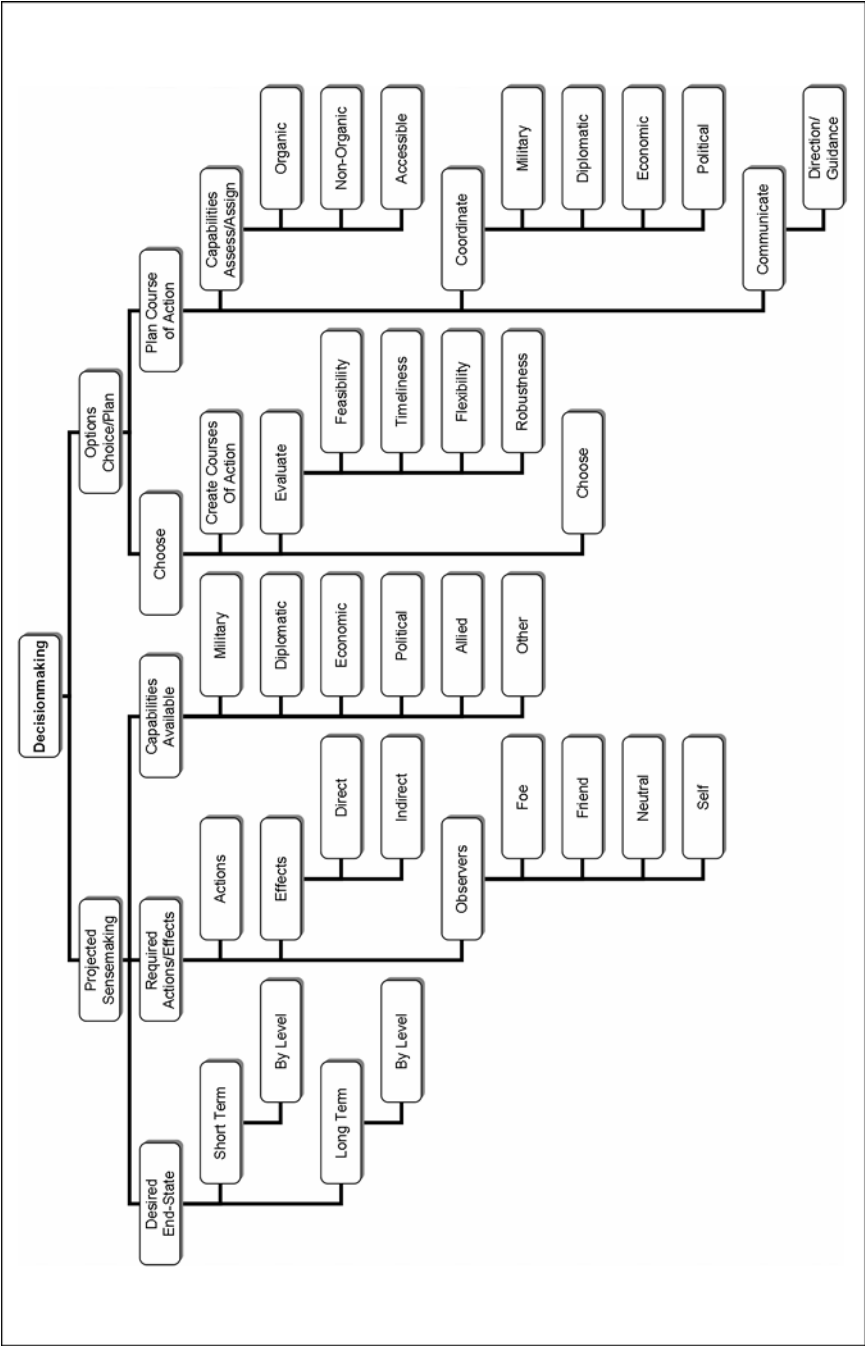 Decisionmaking
Projected
Sensemaking
Options
Choice/Plan
Desired
End-State
Required
Actions/Effects
Capabilities
Available
Choose
Plan Course
of Action
Short Term
By Level
Long Term
By Level
Actions
Effects
Direct
Indirect
Observers
Foe
Friend
Neutral
Self
Military
Diplomatic
Economic
Political
Allied
Other
Create Courses
Of Action
Evaluate
Feasibility
Timeliness
Flexibility
Robustness
Choose
Capabilities
Assess/Assign
Organic
Non-Organic
Accessible
Coordinate
Military
Diplomatic
Economic
Political
Communicate
Direction/
Guidance